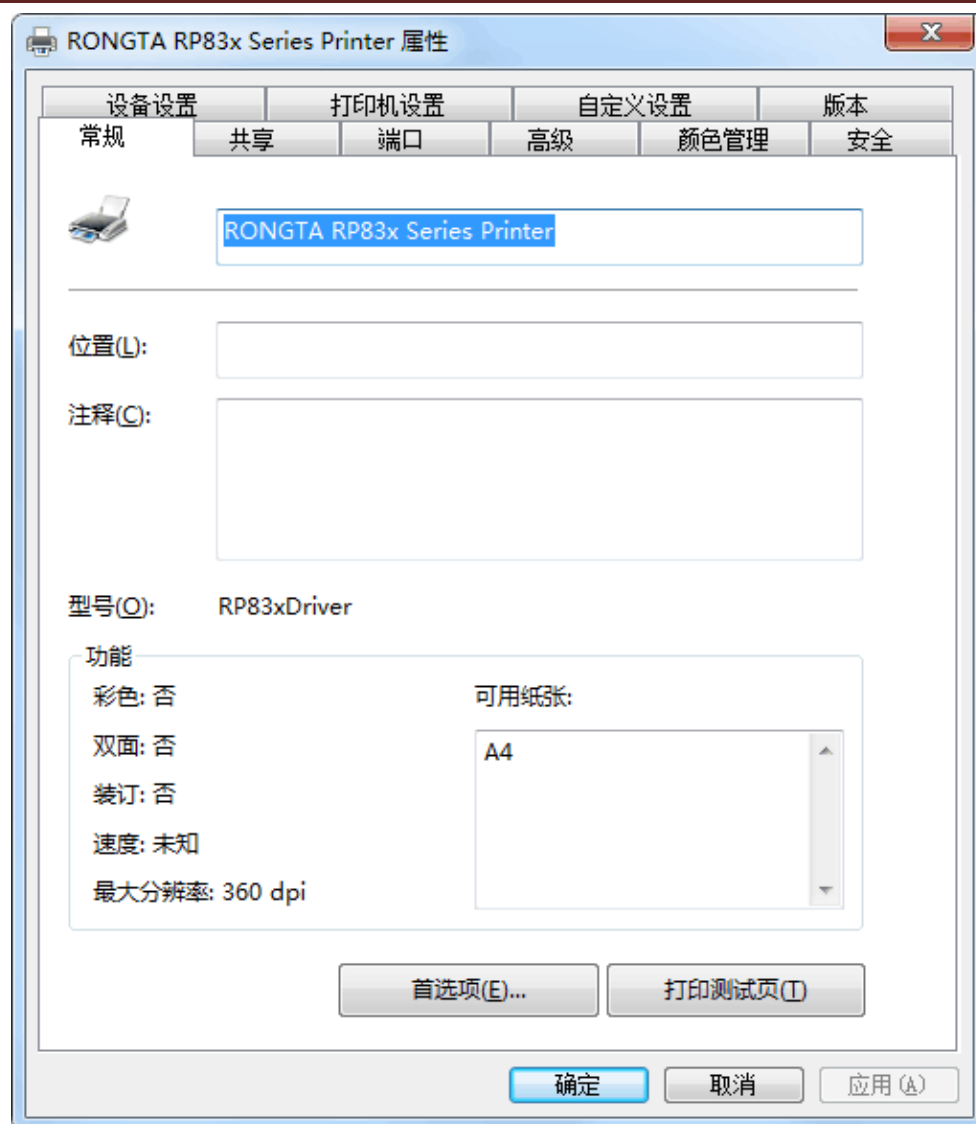 RONGTA RP83x Series Printer 属性
设备设置 打印机设置 自定义设置 版本
常规 共享 端口 高级 颜色管理 安全
RONGTA RP83x Series Printer
位置(L):
注释(C):
型号(O): RP83xDriver
功能
彩色: 否 可用纸张:
双面: 否 A4
装订: 否
速度: 未知
最大分辨率: 360 dpi
首选项(E)... 打印测试页(T)
确定 取消 应用(A)